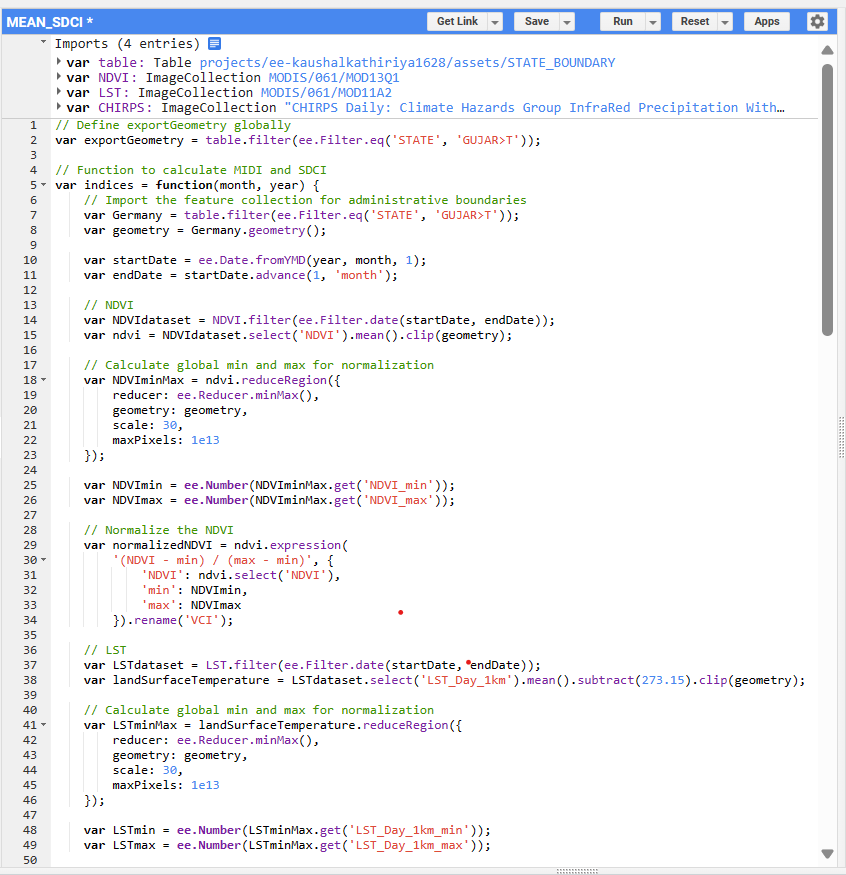 MEAN_SDCI *
Get Link Save Run Reset Apps
Imports (4 entries)
var table: Table projects/ee-kaushalkathiriya1628/assets/STATE_BOUNDARY
var NDVI: ImageCollection MODIS/061/MOD13Q1
var LST: ImageCollection MODIS/061/MOD11A2
var CHIRPS: ImageCollection "CHIRPS Daily: Climate Hazards Group InfraRed Precipitation With…
1 // Define exportGeometry globally
2 var exportGeometry = table.filter(ee.Filter.eq('STATE', 'GUJAR>T'));
3
4 // Function to calculate MIDI and SDCI
5 var indices = function(month, year) {
6 // Import the feature collection for administrative boundaries
7 var Germany = table.filter(ee.Filter.eq('STATE', 'GUJAR>T'));
8 var geometry = Germany.geometry();
9
10 var startDate = ee.Date.fromYMD(year, month, 1);
11 var endDate = startDate.advance(1, 'month');
12
13 // NDVI
14 var NDVIdataset = NDVI.filter(ee.Filter.date(startDate, endDate));
15 var ndvi = NDVIdataset.select('NDVI').mean().clip(geometry);
16
17 // Calculate global min and max for normalization
18 var NDVIminMax = ndvi.reduceRegion({
19 reducer: ee.Reducer.minMax(),
20 geometry: geometry,
21 scale: 30,
22 maxPixels: 1e13
23 });
24
25 var NDVImin = ee.Number(NDVIminMax.get('NDVI_min'));
26 var NDVImax = ee.Number(NDVIminMax.get('NDVI_max'));
27
28 // Normalize the NDVI
29 var normalizedNDVI = ndvi.expression(
30 '(NDVI - min) / (max - min)', {
31 'NDVI': ndvi.select('NDVI'),
32 'min': NDVImin,
33 'max': NDVImax
34 }).rename('VCI');
35
36 // LST
37 var LSTdataset = LST.filter(ee.Filter.date(startDate, endDate));
38 var landSurfaceTemperature = LSTdataset.select('LST_Day_1km').mean().subtract(273.15).clip(geometry);
39
40 // Calculate global min and max for normalization
41 var LSTminMax = landSurfaceTemperature.reduceRegion({
42 reducer: ee.Reducer.minMax(),
43 geometry: geometry,
44 scale: 30,
45 maxPixels: 1e13
46 });
47
48 var LSTmin = ee.Number(LSTminMax.get('LST_Day_1km_min'));
49 var LSTmax = ee.Number(LSTminMax.get('LST_Day_1km_max'));
50